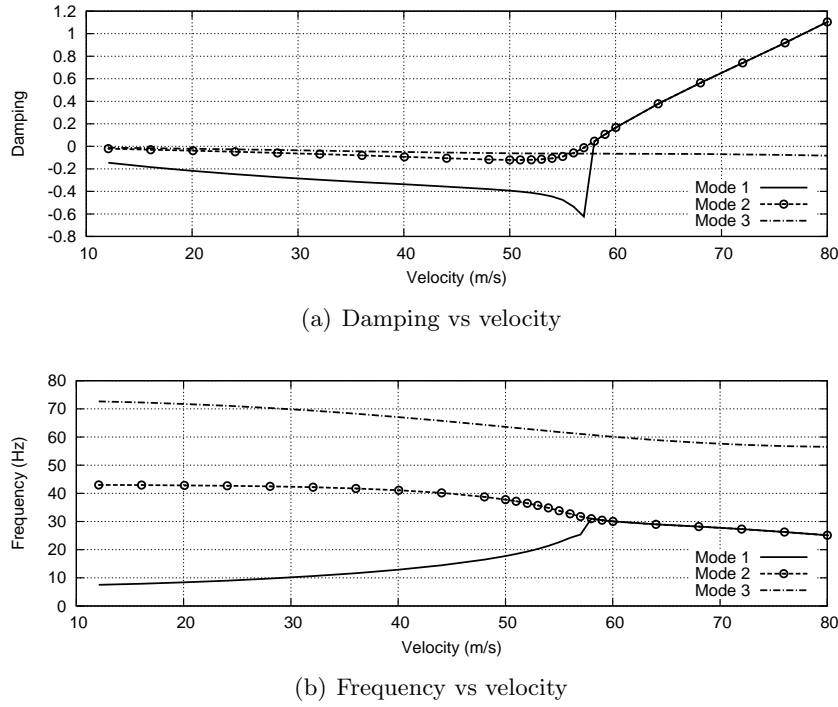 1.2
1
0.8
0.6
0.4
0.2
0
-0.2
-0.4
-0.6
-0.8
Damping
Mode 1
Mode 2
Mode 3
10 20 30 40 50 60 70 80
Velocity (m/s)
(a) Damping vs velocity
80
70
60
50
40
30
20
10
0
Frequency (Hz)
Mode 1
Mode 2
Mode 3
10 20 30 40 50 60 70 80
Velocity (m/s)
(b) Frequency vs velocity